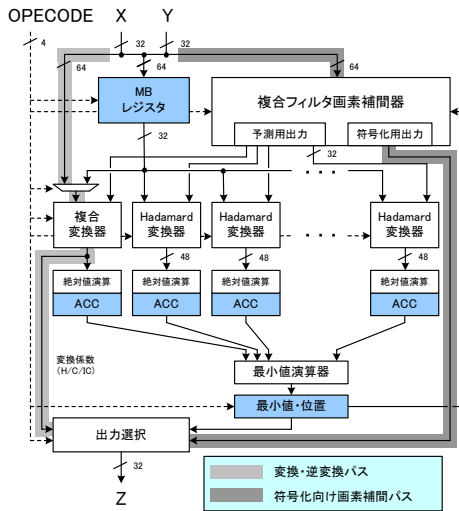 OPECODE X Y
4 32 32
64 64 64
MB
レジスタ
複合フィルタ画素補間器
予測用出力 符号化用出力
32 32
・・・
複合
変換器
Hadamard
変換器
Hadamard
変換器
・・・
Hadamard
変換器
48 48 48
絶対値演算 絶対値演算 絶対値演算 絶対値演算
ACC ACC ACC ACC
変換係数
(H/C/IC)
最小値演算器
最小値・位置
出力選択
32
Z
変換・逆変換パス
符号化向け画素補間パス